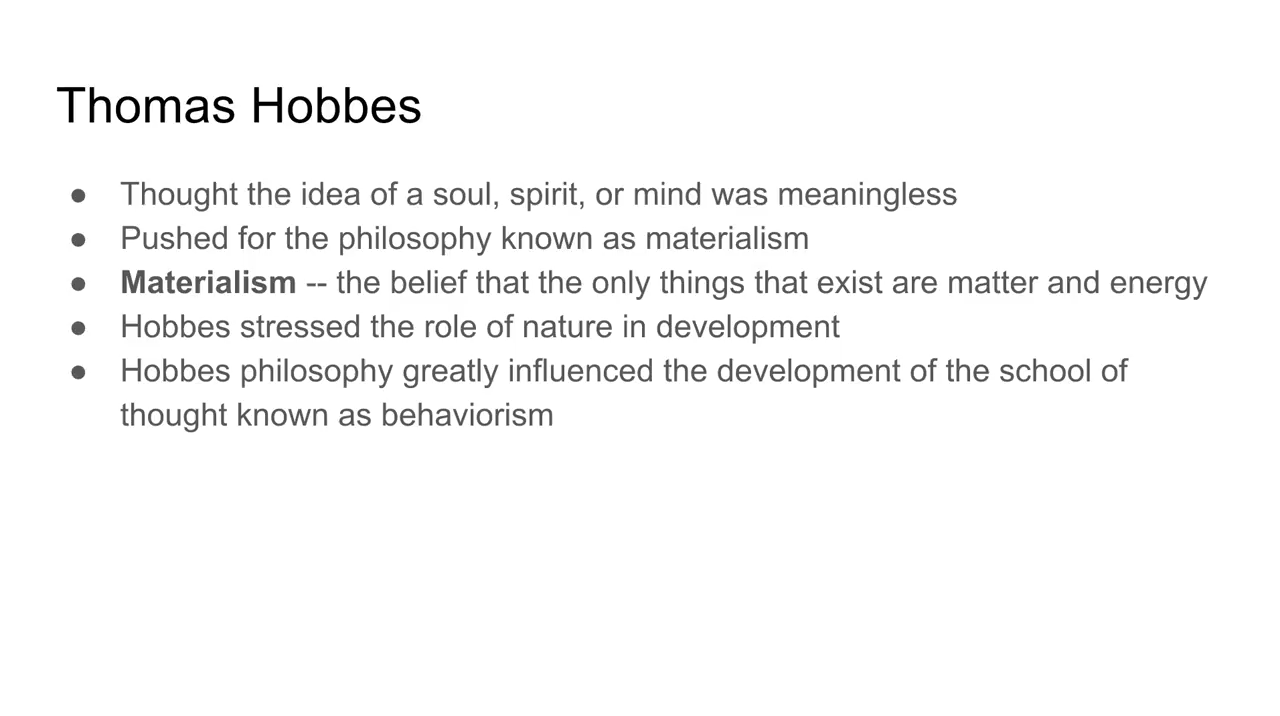 Thomas Hobbes
● Thought the idea of a soul, spirit, or mind was meaningless
● Pushed for the philosophy known as materialism
● Materialism -- the belief that the only things that exist are matter and energy
● Hobbes stressed the role of nature in development
● Hobbes philosophy greatly influenced the development of the school of
thought known as behaviorism